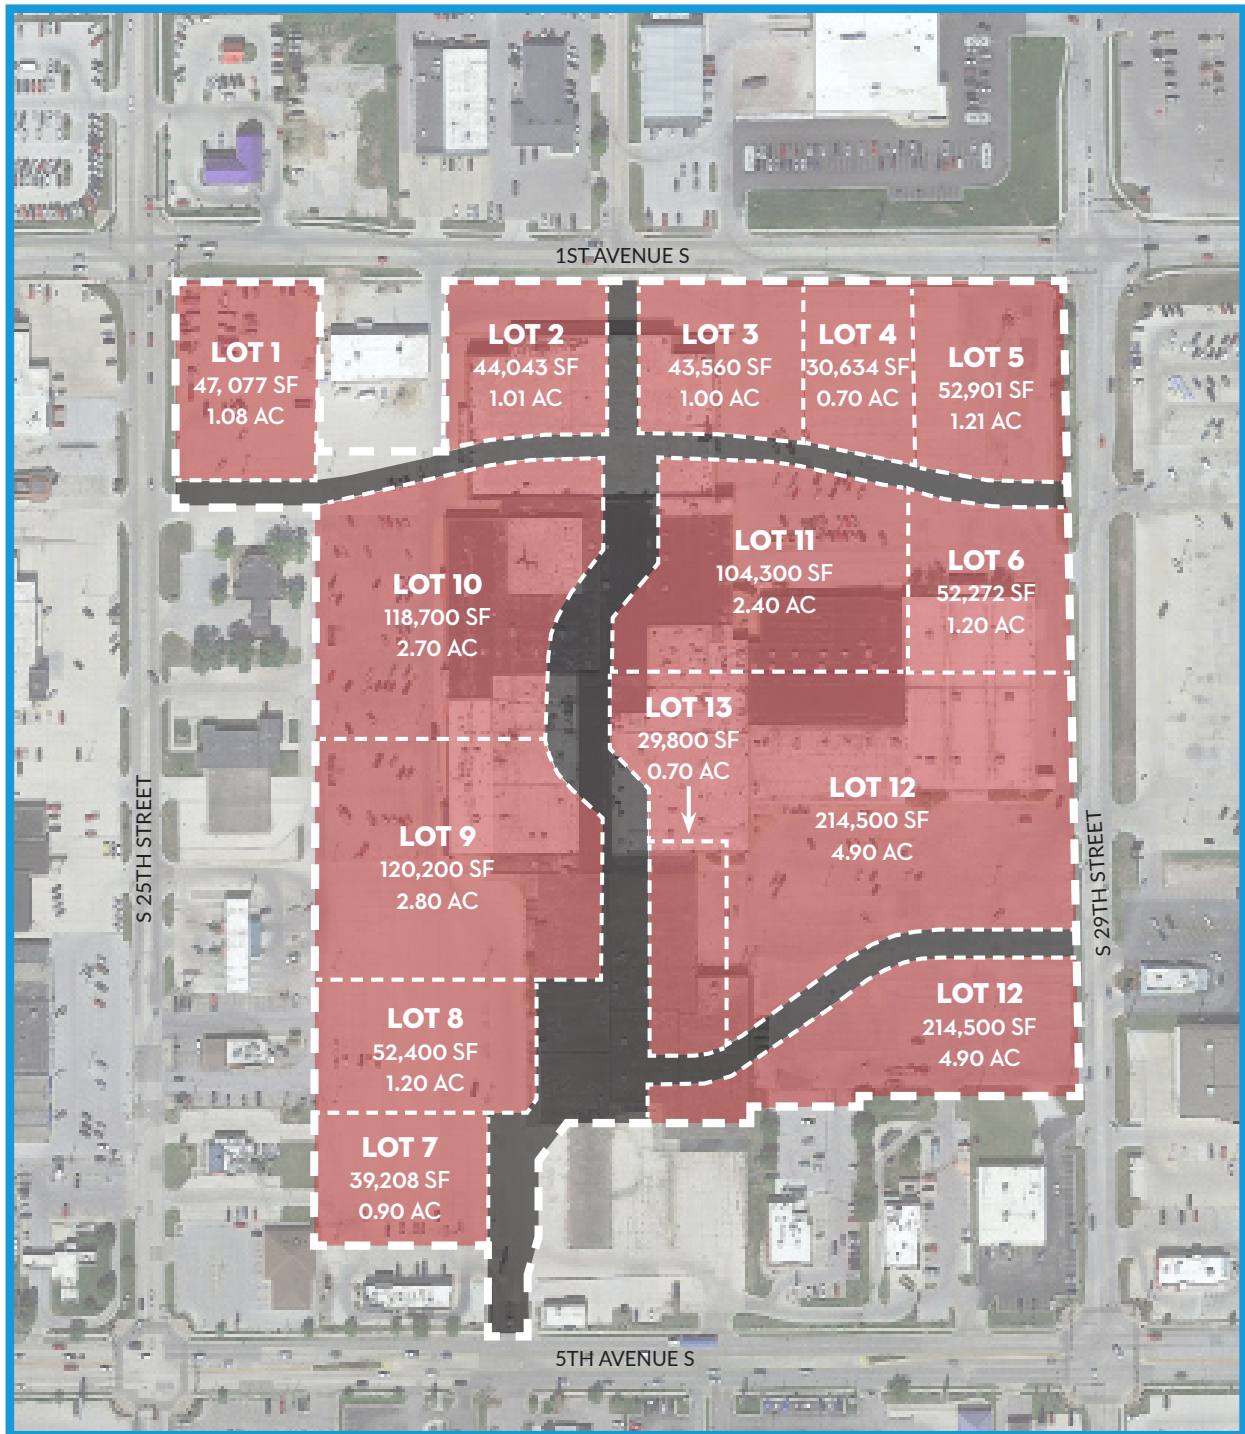 1ST AVENUE S
LOT 1
47, 077 SF
1.08 AC
LOT 2
44,043 SF
1.01 AC
LOT 3
43,560 SF
1.00 AC
LOT 4
30,634 SF
0.70 AC
LOT 5
52,901 SF
1.21 AC
LOT 10
118,700 SF
2.70 AC
LOT 11
104,300 SF
2.40 AC
LOT 6
52,272 SF
1.20 AC
LOT 13
29,800 SF
0.70 AC
LOT 12
214,500 SF
4.90 AC
S 25TH STREET
LOT 9
120,200 SF
2.80 AC
S 29TH STREET
LOT 8
52,400 SF
1.20 AC
LOT 12
214,500 SF
4.90 AC
LOT 7
39,208 SF
0.90 AC
5TH AVENUE S